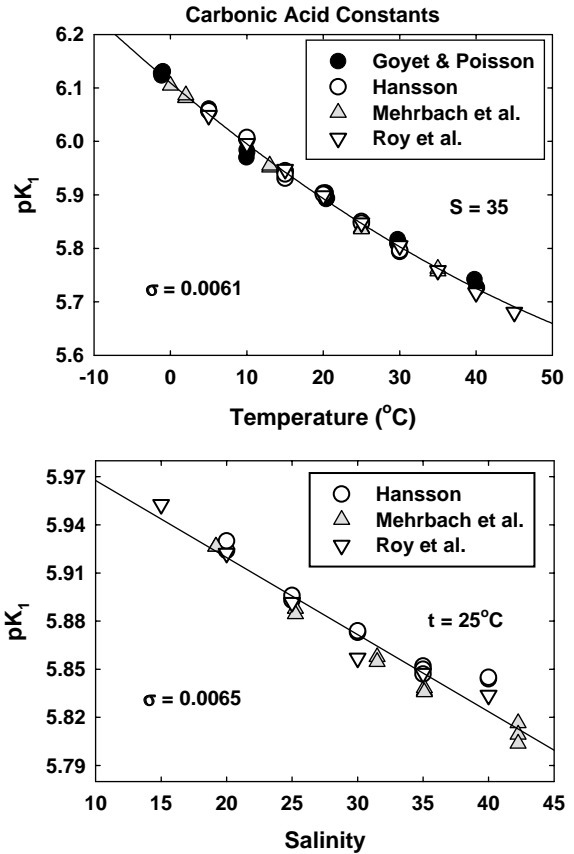 Carbonic Acid Constants
6.2
6.1
6.0
5.9
5.8
5.7
5.6
pK₁
Goyet & Poisson
Hansson
Mehrbach et al.
Roy et al.
S = 35
σ = 0.0061
-10 0 10 20 30 40 50
Temperature (°C)
5.97
5.94
5.91
5.88
5.85
5.82
5.79
pK₁
Hansson
Mehrbach et al.
Roy et al.
t = 25°C
σ = 0.0065
10 15 20 25 30 35 40 45
Salinity